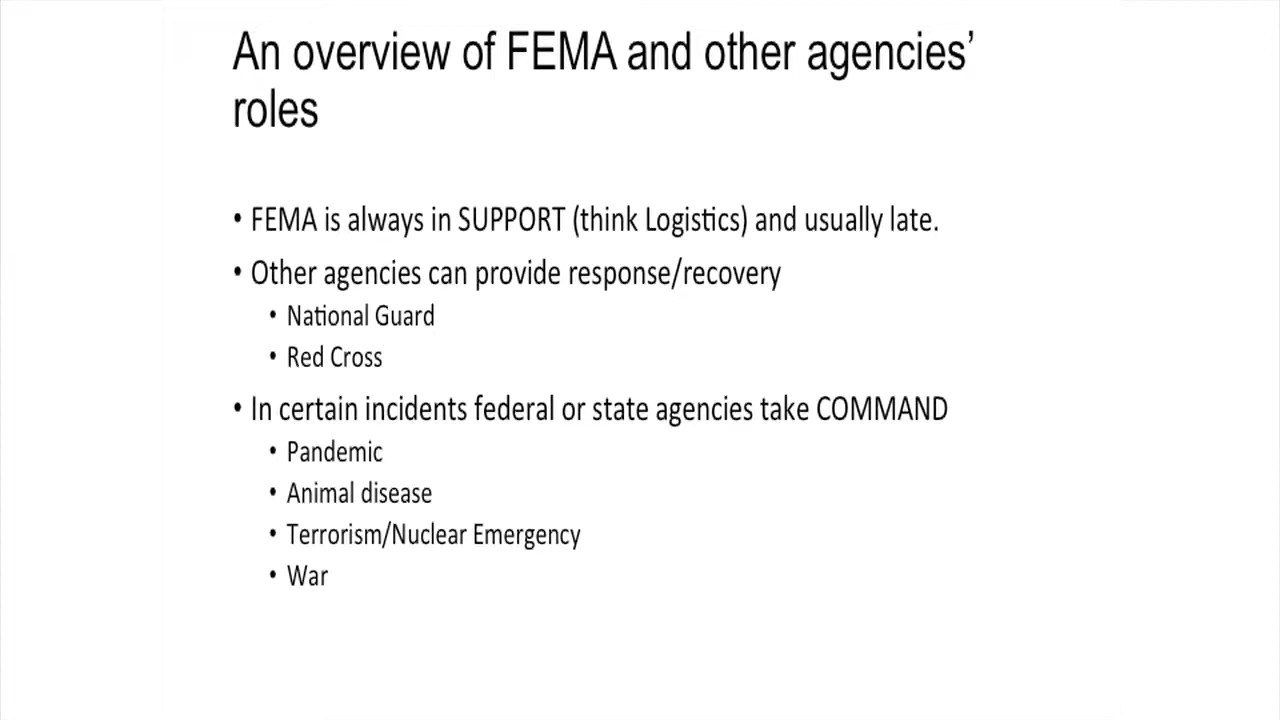 An overview of FEMA and other agencies’
roles
• FEMA is always in SUPPORT (think Logistics) and usually late.
• Other agencies can provide response/recovery
• National Guard
• Red Cross
• In certain incidents federal or state agencies take COMMAND
• Pandemic
• Animal disease
• Terrorism/Nuclear Emergency
• War